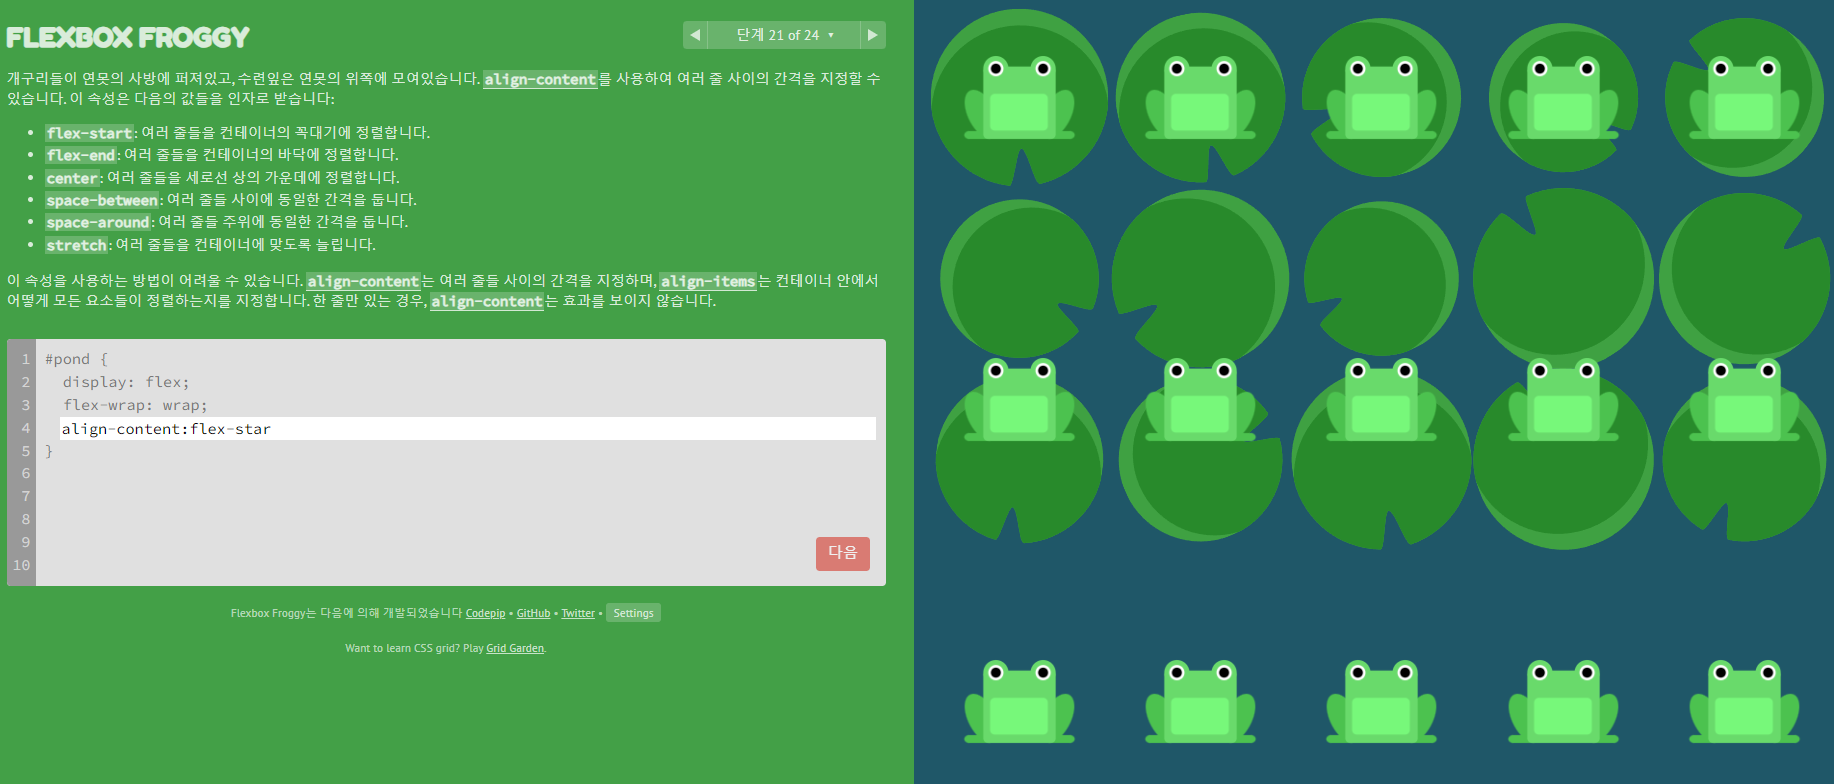 FLEXBOX FROGGY
◀ 단계 21 of 24 ▼ ▶
개구리들이 연못의 사방에 퍼져있고, 수련잎은 연못의 위쪽에 모여있습니다. align-content를 사용하여 여러 줄 사이의 간격을 지정할 수
있습니다. 이 속성은 다음의 값들을 인자로 받습니다:
• flex-start: 여러 줄들을 컨테이너의 꼭대기에 정렬합니다.
• flex-end: 여러 줄들을 컨테이너의 바닥에 정렬합니다.
• center: 여러 줄들을 세로선 상의 가운데에 정렬합니다.
• space-between: 여러 줄들 사이에 동일한 간격을 둡니다.
• space-around: 여러 줄들 주위에 동일한 간격을 둡니다.
• stretch: 여러 줄들을 컨테이너에 맞도록 늘립니다.
이 속성을 사용하는 방법이 어려울 수 있습니다. align-content는 여러 줄들 사이의 간격을 지정하며, align-items는 컨테이너 안에서
어떻게 모든 요소들이 정렬하는지를 지정합니다. 한 줄만 있는 경우, align-content는 효과를 보이지 않습니다.
1 #pond {
2 display: flex;
3 flex-wrap: wrap;
4 align-content:flex-star
5 }
6
7
8
9
10
다음
Flexbox Froggy는 다음에 의해 개발되었습니다 Codepip • GitHub • Twitter • Settings
Want to learn CSS grid? Play Grid Garden.